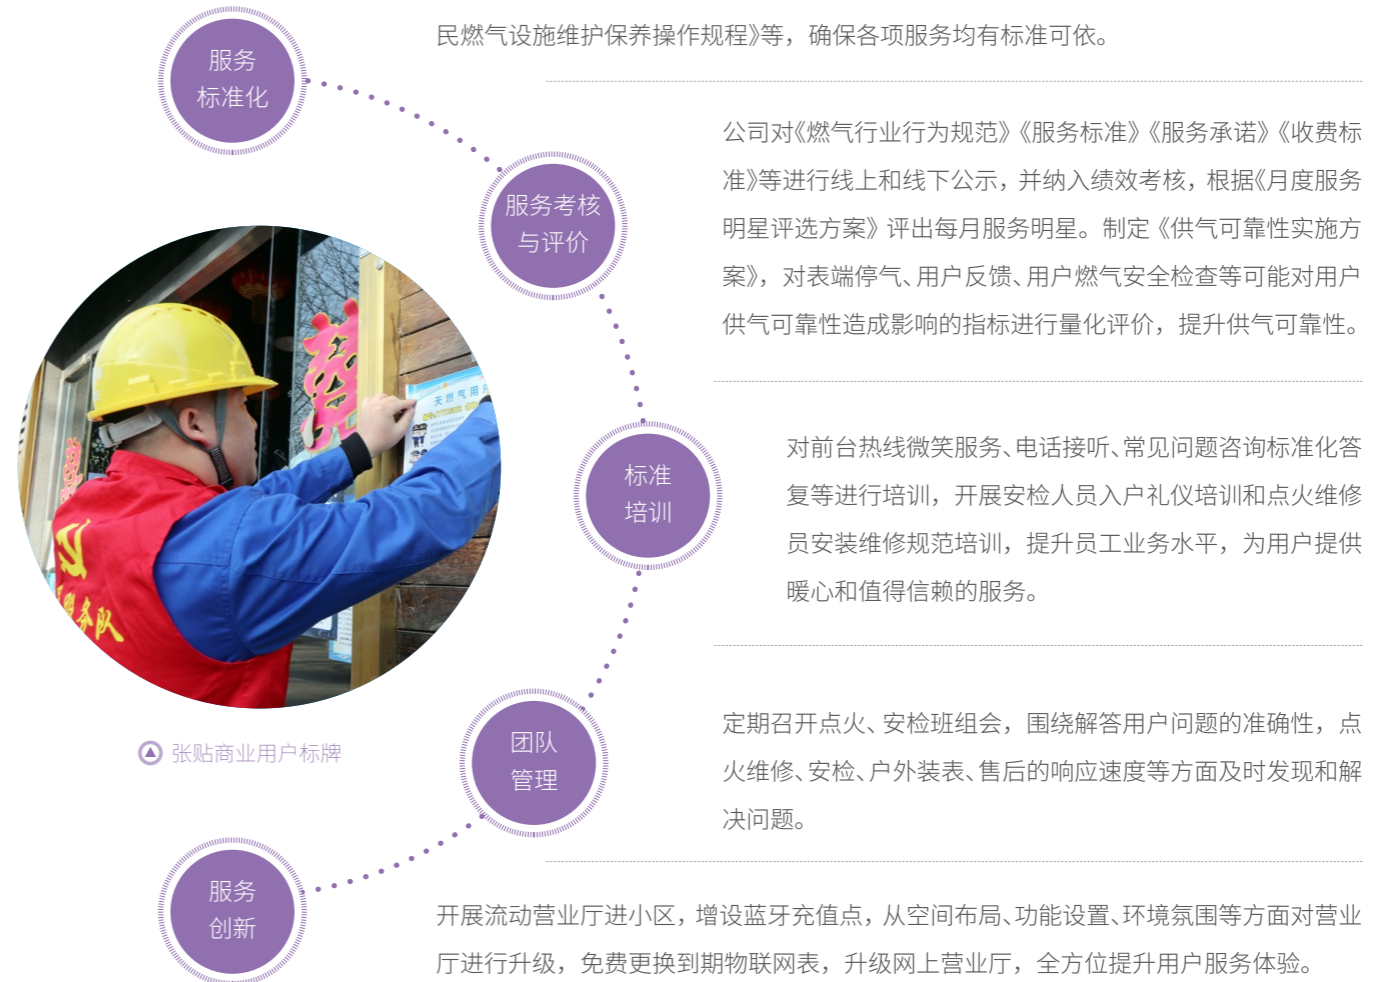 服务
标准化
民燃气设施维护保养操作规程》等，确保各项服务均有标准可依。
服务考核
与评价
公司对《燃气行业行为规范》《服务标准》《服务承诺》《收费标
准》等进行线上和线下公示，并纳入绩效考核，根据《月度服务
明星评选方案》评出每月服务明星。制定《供气可靠性实施方
案》，对表端停气、用户反馈、用户燃气安全检查等可能对用户
供气可靠性造成影响的指标进行量化评价，提升供气可靠性。
天燃气用户
务队
张贴商业用户标牌
标准
培训
对前台热线微笑服务、电话接听、常见问题咨询标准化答
复等进行培训，开展安检人员入户礼仪培训和点火维修
员安装维修规范培训，提升员工业务水平，为用户提供
暖心和值得信赖的服务。
团队
管理
定期召开点火、安检班组会，围绕解答用户问题的准确性，点
火维修、安检、户外装表、售后的响应速度等方面及时发现和解
决问题。
服务
创新
开展流动营业厅进小区，增设蓝牙充值点，从空间布局、功能设置、环境氛围等方面对营业
厅进行升级，免费更换到期物联网表，升级网上营业厅，全方位提升用户服务体验。